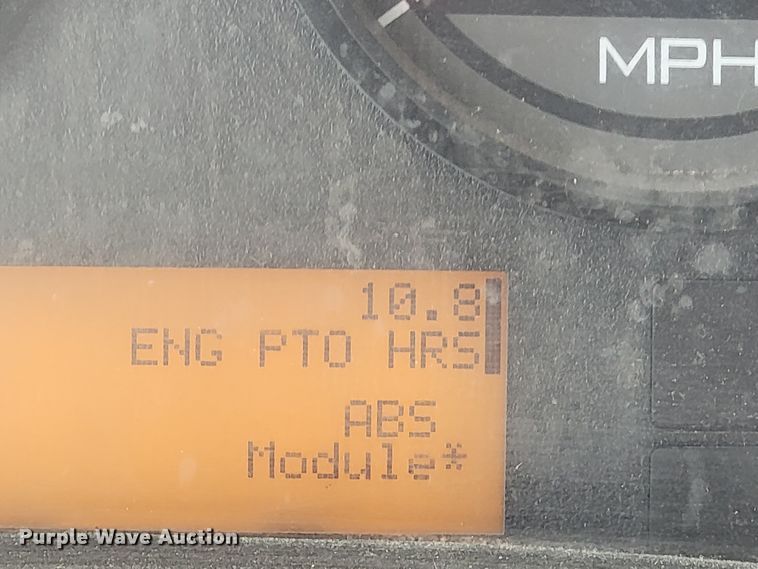 MPH
10.8
ENG PTO HRS
ABS
Module*
Purple Wave Auction